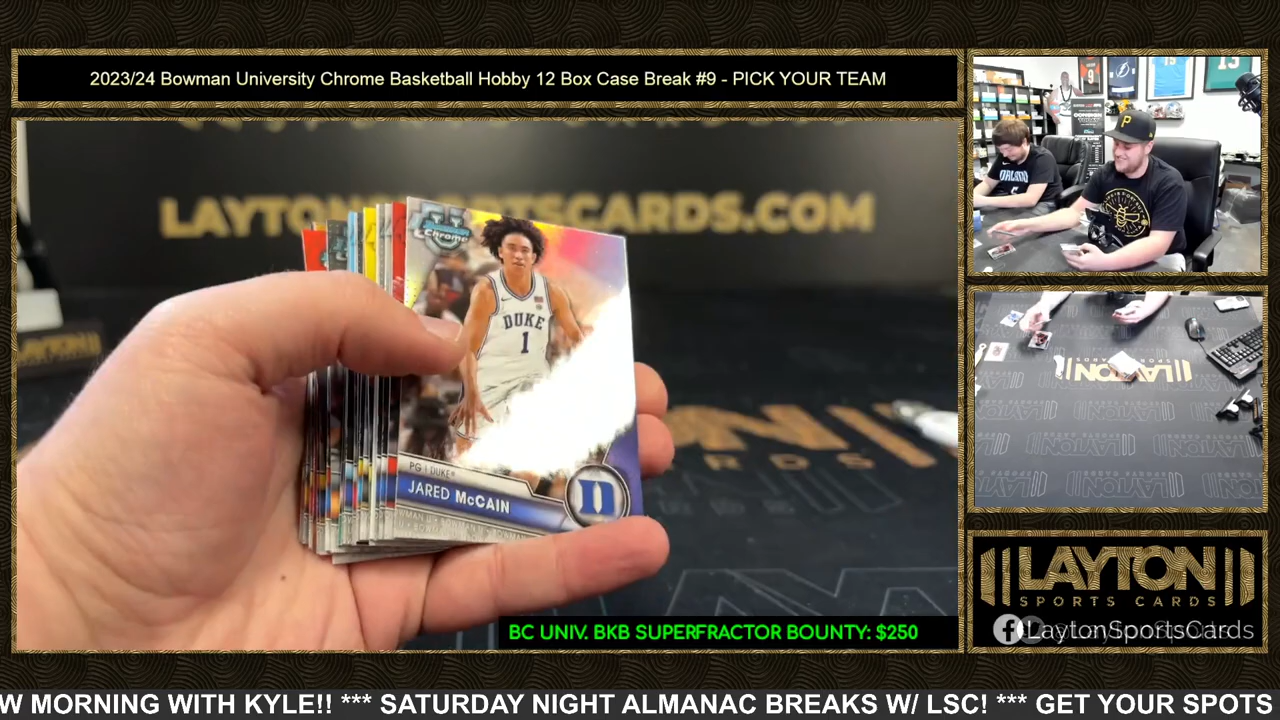 2023/24 Bowman University Chrome Basketball Hobby 12 Box Case Break #9 - PICK YOUR TEAM
LAYTONSPORTSCARDS.COM
Chrome
DUKE
1
PG | DUKE
JARED McCAIN
BC UNIV. BKB SUPERFRACTOR BOUNTY: $250
LAYTON
SPORTS CARDS
LaytonSportsCards
W MORNING WITH KYLE!! *** SATURDAY NIGHT ALMANAC BREAKS W/ LSC! *** GET YOUR SPOTS